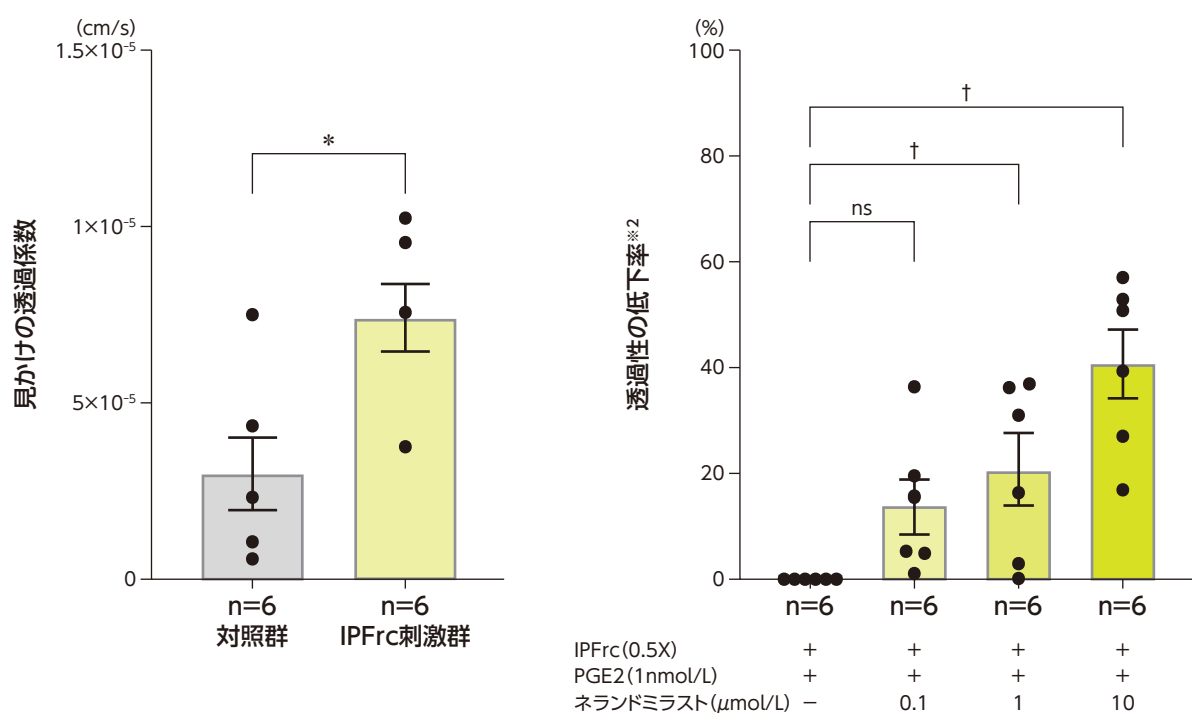 (cm/s)
1.5×10⁻⁵
1×10⁻⁵
5×10⁻⁵
0
見かけの透過係数
*
n=6
対照群
n=6
IPFrc刺激群
(%)
100
80
60
40
20
0
透過性の低下率※2
†
†
ns
n=6 n=6 n=6 n=6
IPFrc(0.5X) + + + +
PGE2(1nmol/L) + + + +
ネランドミラスト(μmol/L) − 0.1 1 10